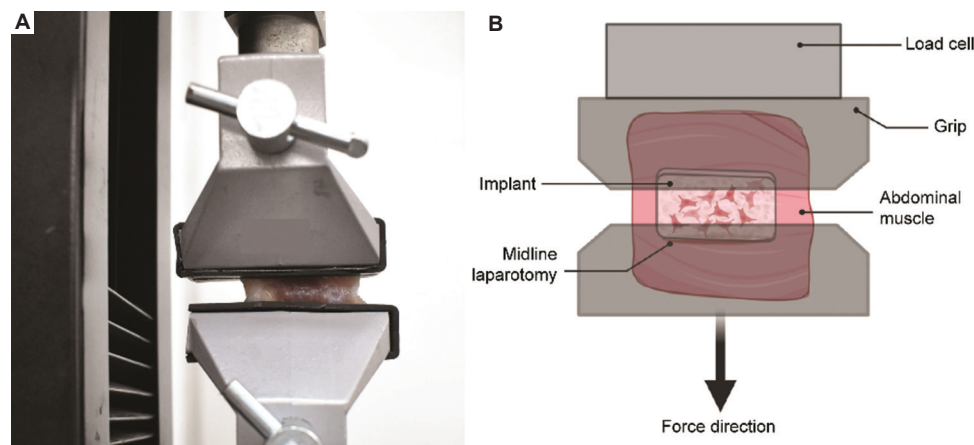 A
B
Load cell
Grip
Implant
Abdominal
muscle
Midline
laparotomy
Force direction